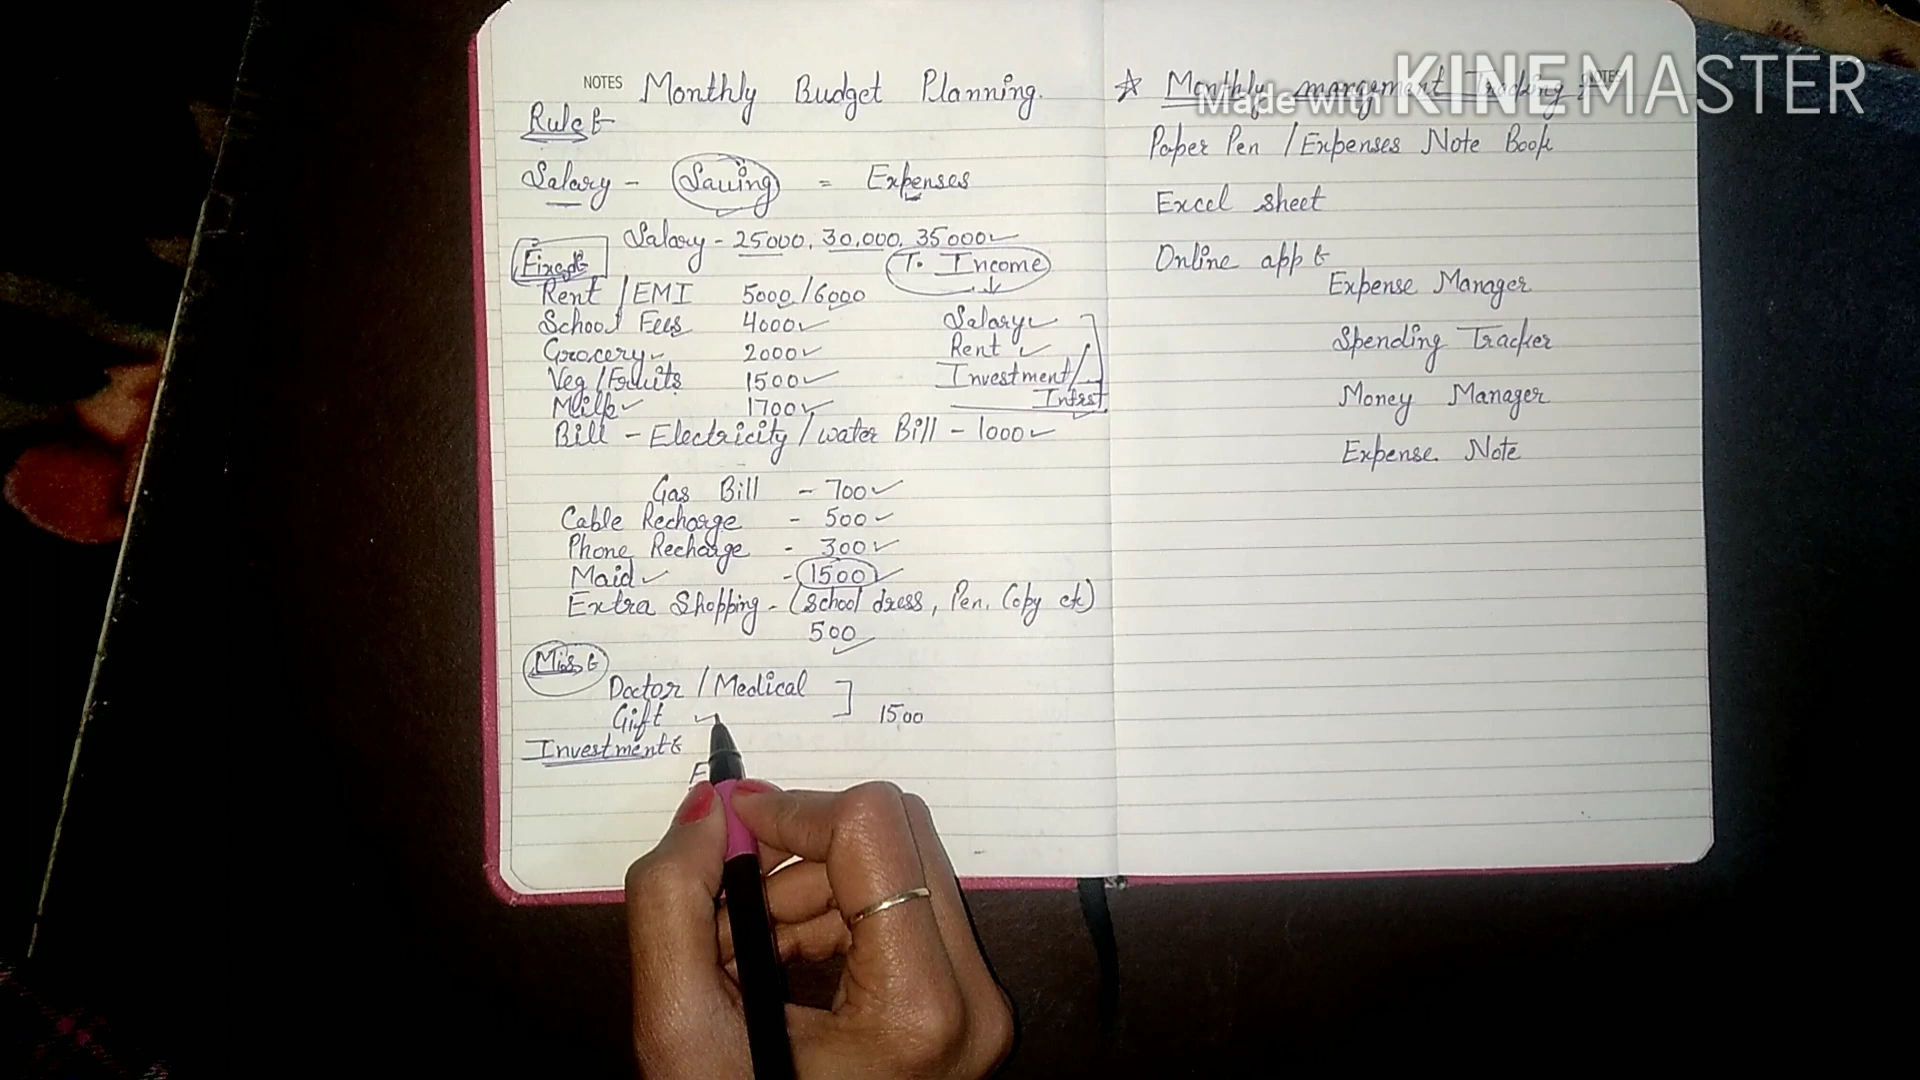 NOTES Monthly Budget Planning.
Rule :-
Salary - Saving = Expenses
Salary - 25000, 30,000, 35000 ✓
Fixed :-
T. Income
Rent / EMI 5000/6000
School Fees 4000 ✓
Salary ✓
Grocery ✓ 2000 ✓
Rent ✓
Veg / Fruits 1500 ✓
Investment/
Milk ✓ 1700 ✓
Intrst
Bill - Electricity / water Bill - 1000 ✓
Gas Bill - 700 ✓
Cable Recharge - 500 ✓
Phone Recharge - 300 ✓
Maid ✓ - 1500 ✓
Extra Shopping - (School dress, Pen, Copy etc)
500 ✓
Mis :-
Doctor / Medical
Gift ✓ ] 1500
Investment :-
☆ Monthly management Tracking :- NOTES
Made with KINEMASTER
Paper Pen / Expenses Note Book
Excel sheet
Online app :-
Expense Manager
Spending Tracker
Money Manager
Expense Note